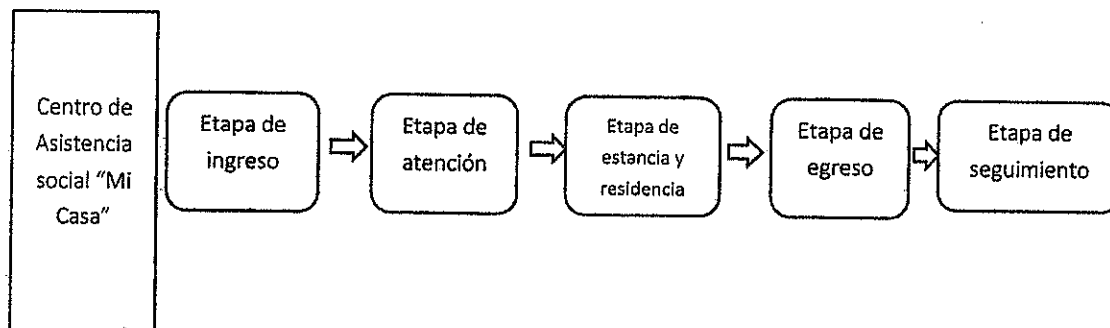 Centro de
Asistencia
social "Mi
Casa"
Etapa de
ingreso
Etapa de
atención
Etapa de
estancia y
residencia
Etapa de
egreso
Etapa de
seguimiento